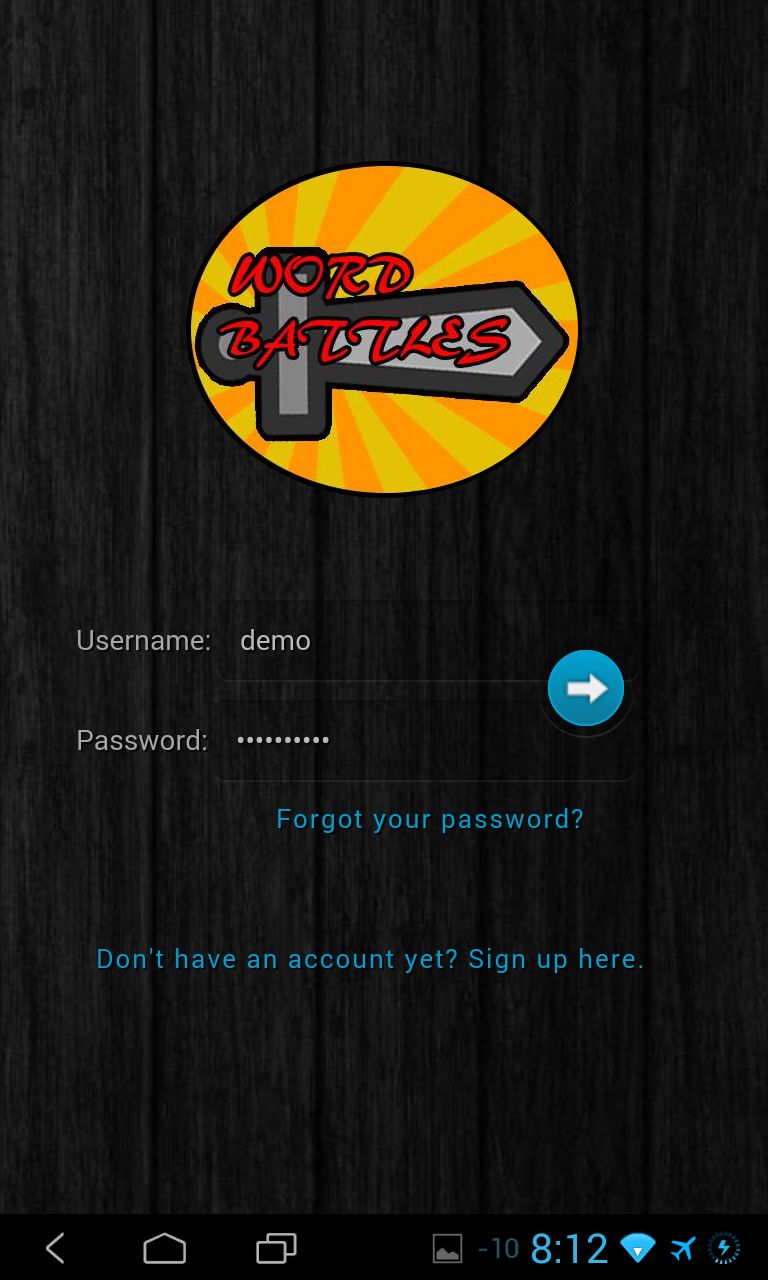 WORD
BATTLES
Username: demo
Password: ••••••••••
Forgot your password?
Don't have an account yet? Sign up here.
-10 8:12